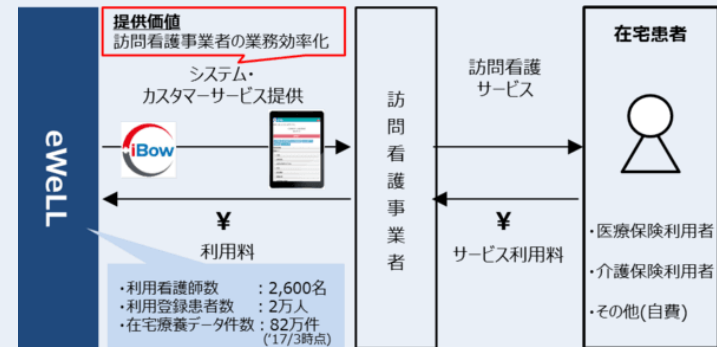 提供価値
訪問看護事業者の業務効率化
システム・
カスタマーサービス提供
iBow
eWeLL
¥
利用料
・利用看護師数 : 2,600名
・利用登録患者数 : 2万人
・在宅療養データ件数 : 82万件
('17/3時点)
訪問看護事業者
訪問看護
サービス
¥
サービス利用料
在宅患者
・医療保険利用者
・介護保険利用者
・その他(自費)